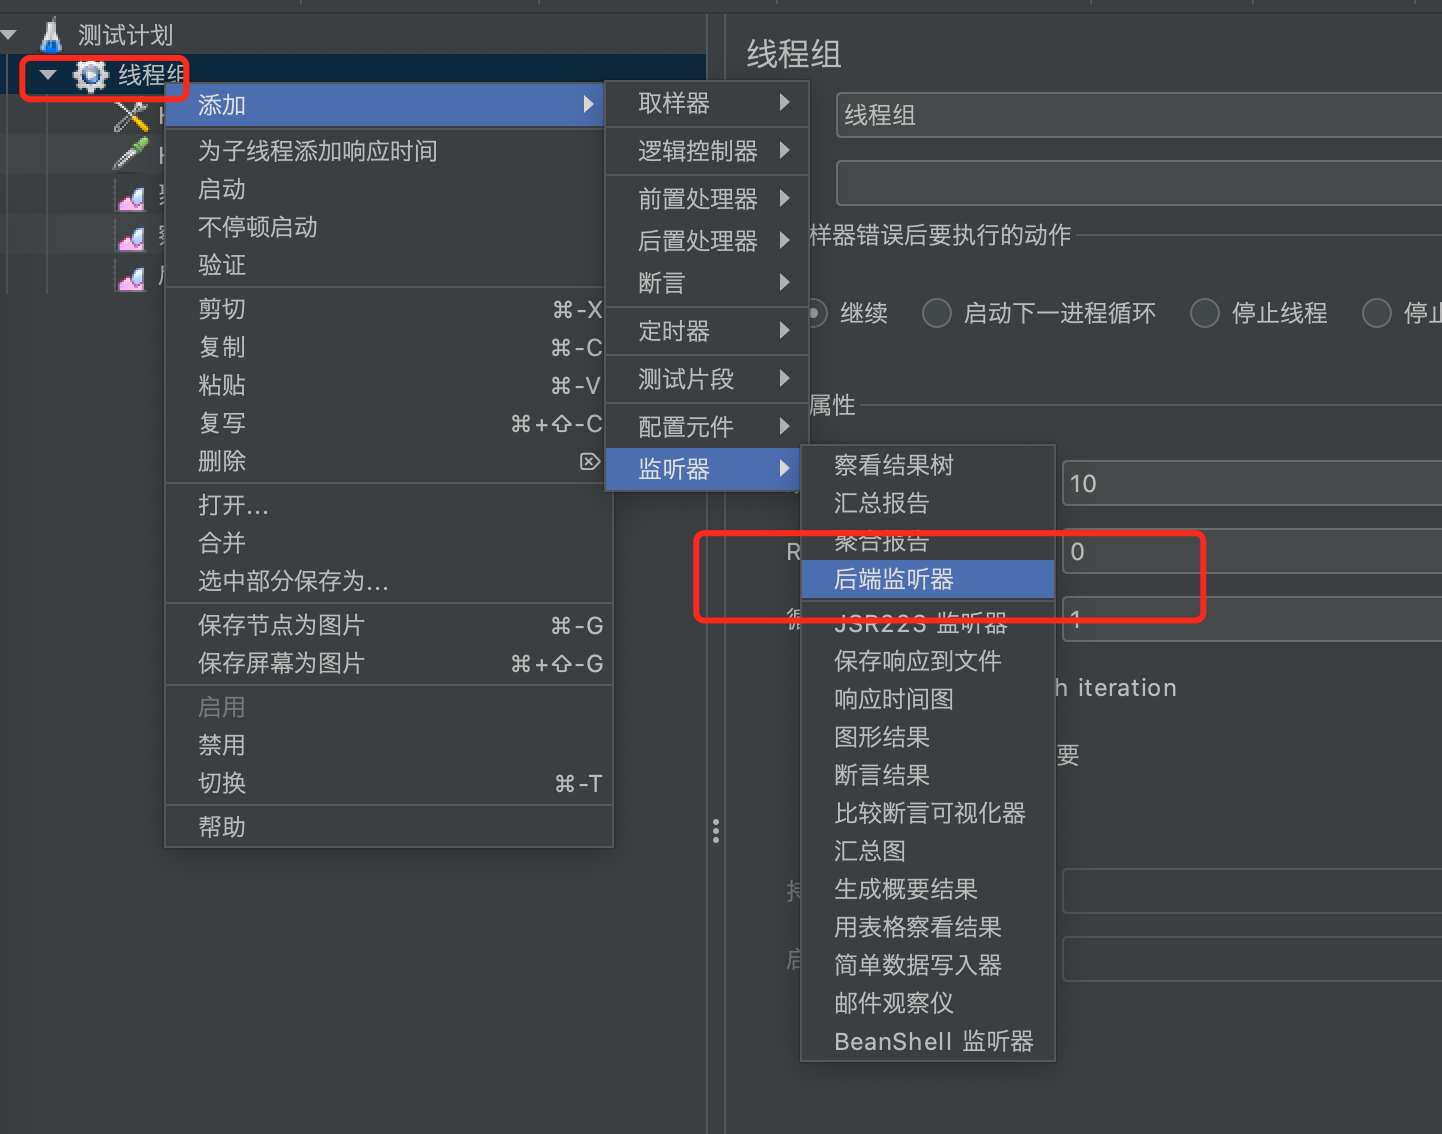 测试计划
线程组
添加
为子线程添加响应时间
启动
不停顿启动
验证
剪切 ⌘-X
复制 ⌘-C
粘贴 ⌘-V
复写 ⌘+⇧-C
删除 ⌦
打开...
合并
选中部分保存为...
保存节点为图片 ⌘-G
保存屏幕为图片 ⌘+⇧-G
启用
禁用
切换 ⌘-T
帮助
取样器
逻辑控制器
前置处理器
后置处理器
断言
定时器
测试片段
配置元件
监听器
察看结果树
汇总报告
聚合报告
后端监听器
JSR223 监听器
保存响应到文件
响应时间图
图形结果
断言结果
比较断言可视化器
汇总图
生成概要结果
用表格察看结果
简单数据写入器
邮件观察仪
BeanShell 监听器
线程组
线程组
样器错误后要执行的动作
继续 启动下一进程循环 停止线程 停止
属性
10
R 0
循 1
h iteration
要
持
启